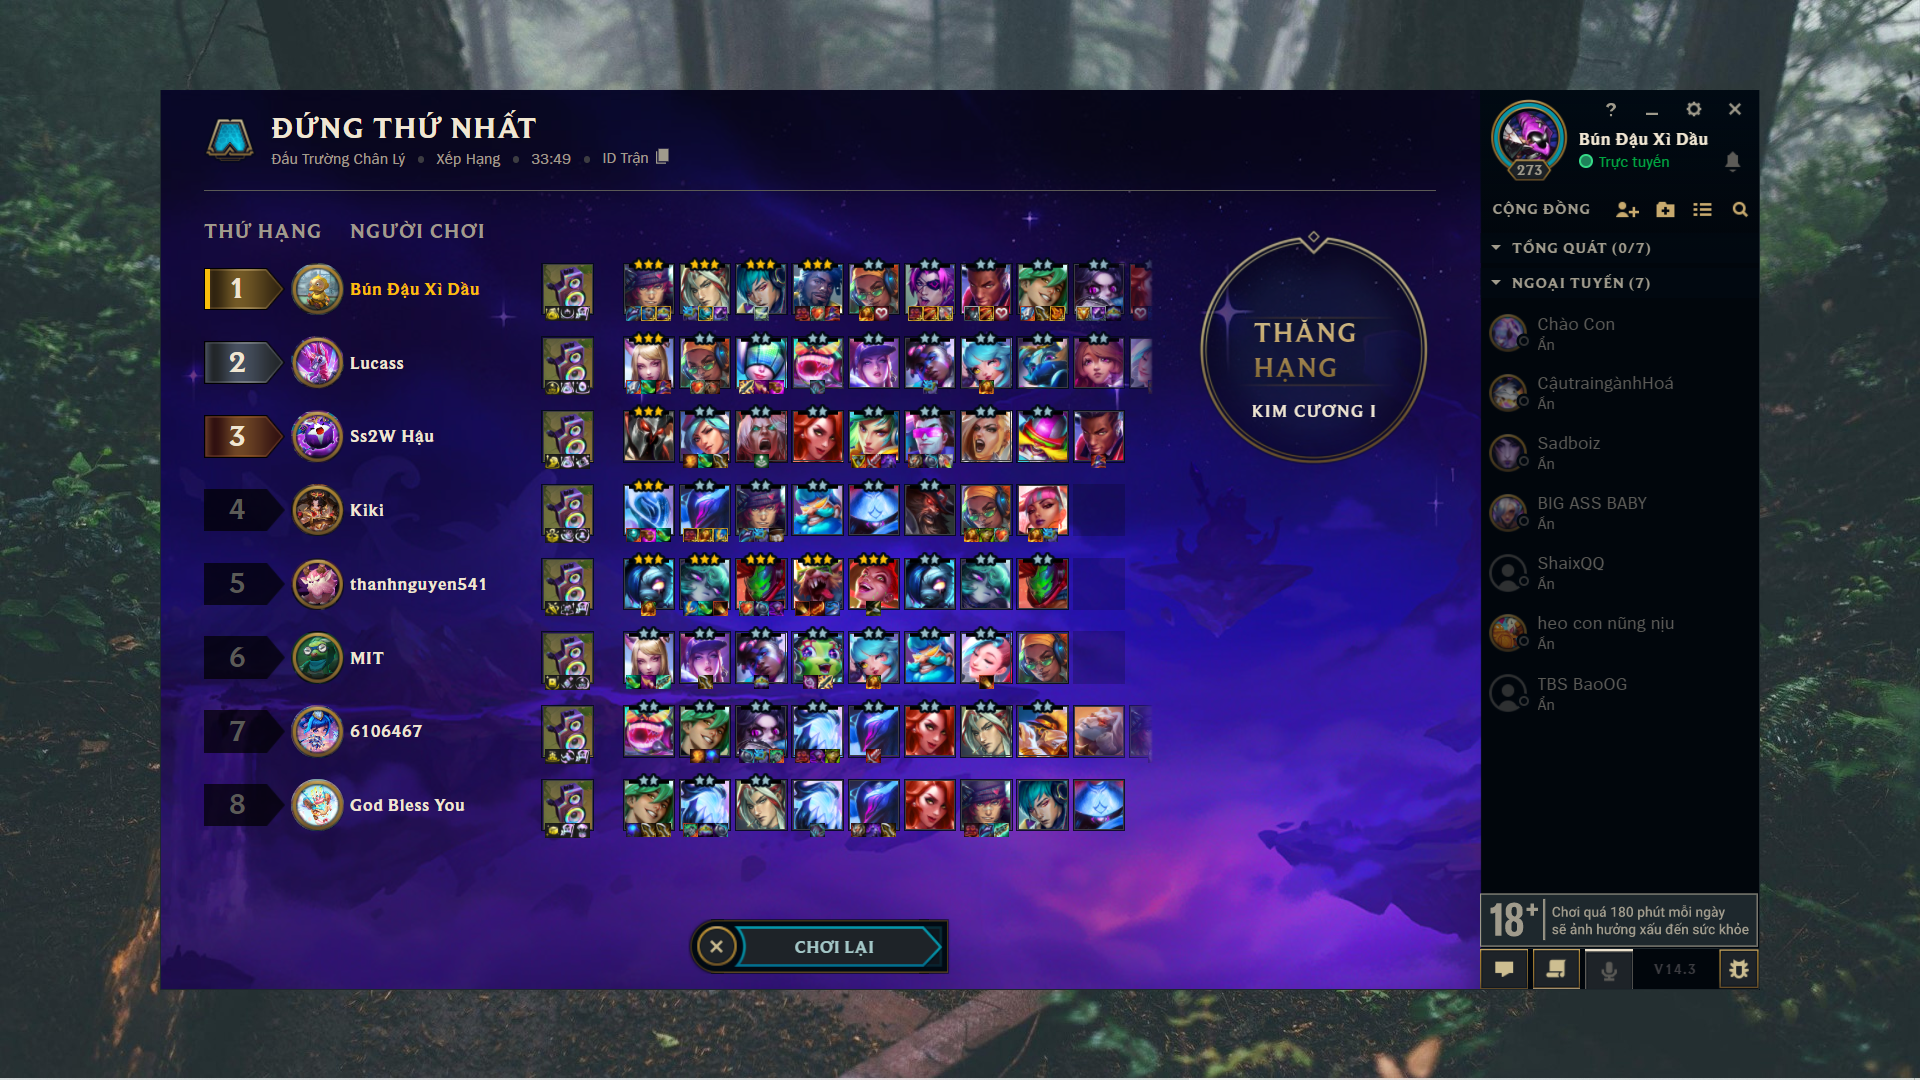 ĐỨNG THỨ NHẤT
Đấu Trường Chân Lý • Xếp Hạng • 33:49 • ID Trận
THỨ HẠNG NGƯỜI CHƠI
1 Bún Đậu Xì Dầu
2 Lucass
3 Ss2W Hậu
4 Kiki
5 thanhnguyen541
6 MIT
7 6106467
8 God Bless You
THĂNG
HẠNG
KIM CƯƠNG I
CHƠI LẠI
?
Bún Đậu Xì Dầu
Trực tuyến
273
CỘNG ĐỒNG
TỔNG QUÁT (0/7)
NGOẠI TUYẾN (7)
Chào Con
Ẩn
CậutraingànhHoá
Ẩn
Sadboiz
Ẩn
BIG ASS BABY
Ẩn
ShaixQQ
Ẩn
heo con nũng nịu
Ẩn
TBS BaoOG
Ẩn
18+
Chơi quá 180 phút mỗi ngày
sẽ ảnh hưởng xấu đến sức khỏe
V14.3